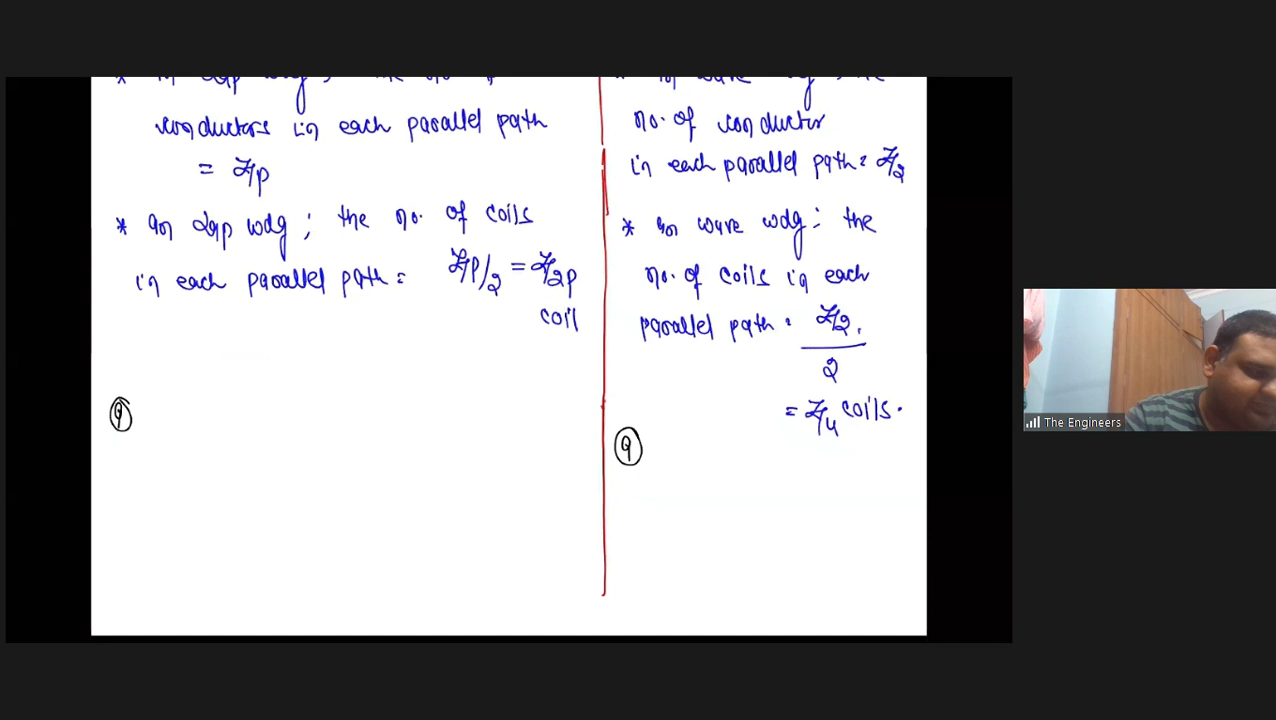 conductors in each parallel path
= Z/p
* In Lap wdg ; the no. of coils
in each parallel path = Z/p/2 = Z/2p
coil
9
no. of conductor
in each parallel path = Z/2
* In wave wdg : the
no. of coils in each
parallel path = Z/2
2
= Z/4 coils.
9
The Engineers